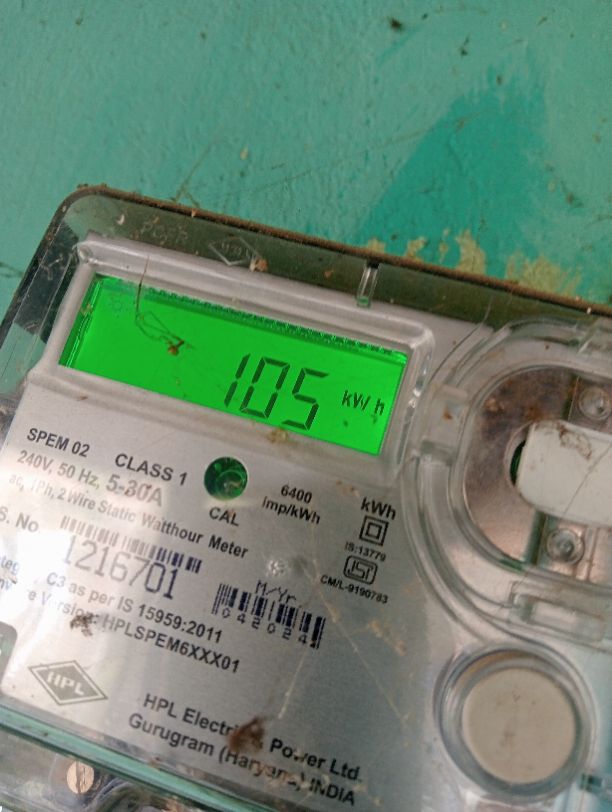 105 kWh
SPEM 02 CLASS 1
240V, 50 Hz, 5-30A
ac, 1Ph, 2 Wire Static Watthour Meter
CAL
6400
imp/kWh
kWh
IS:13779
CM/L-9190783
S. No
1216701
M/Yr.
042024
C3 as per IS 15959:2011
Version: HPLSPEM6XXX01
HPL
HPL Electric & Power Ltd.
Gurugram (Haryana) INDIA